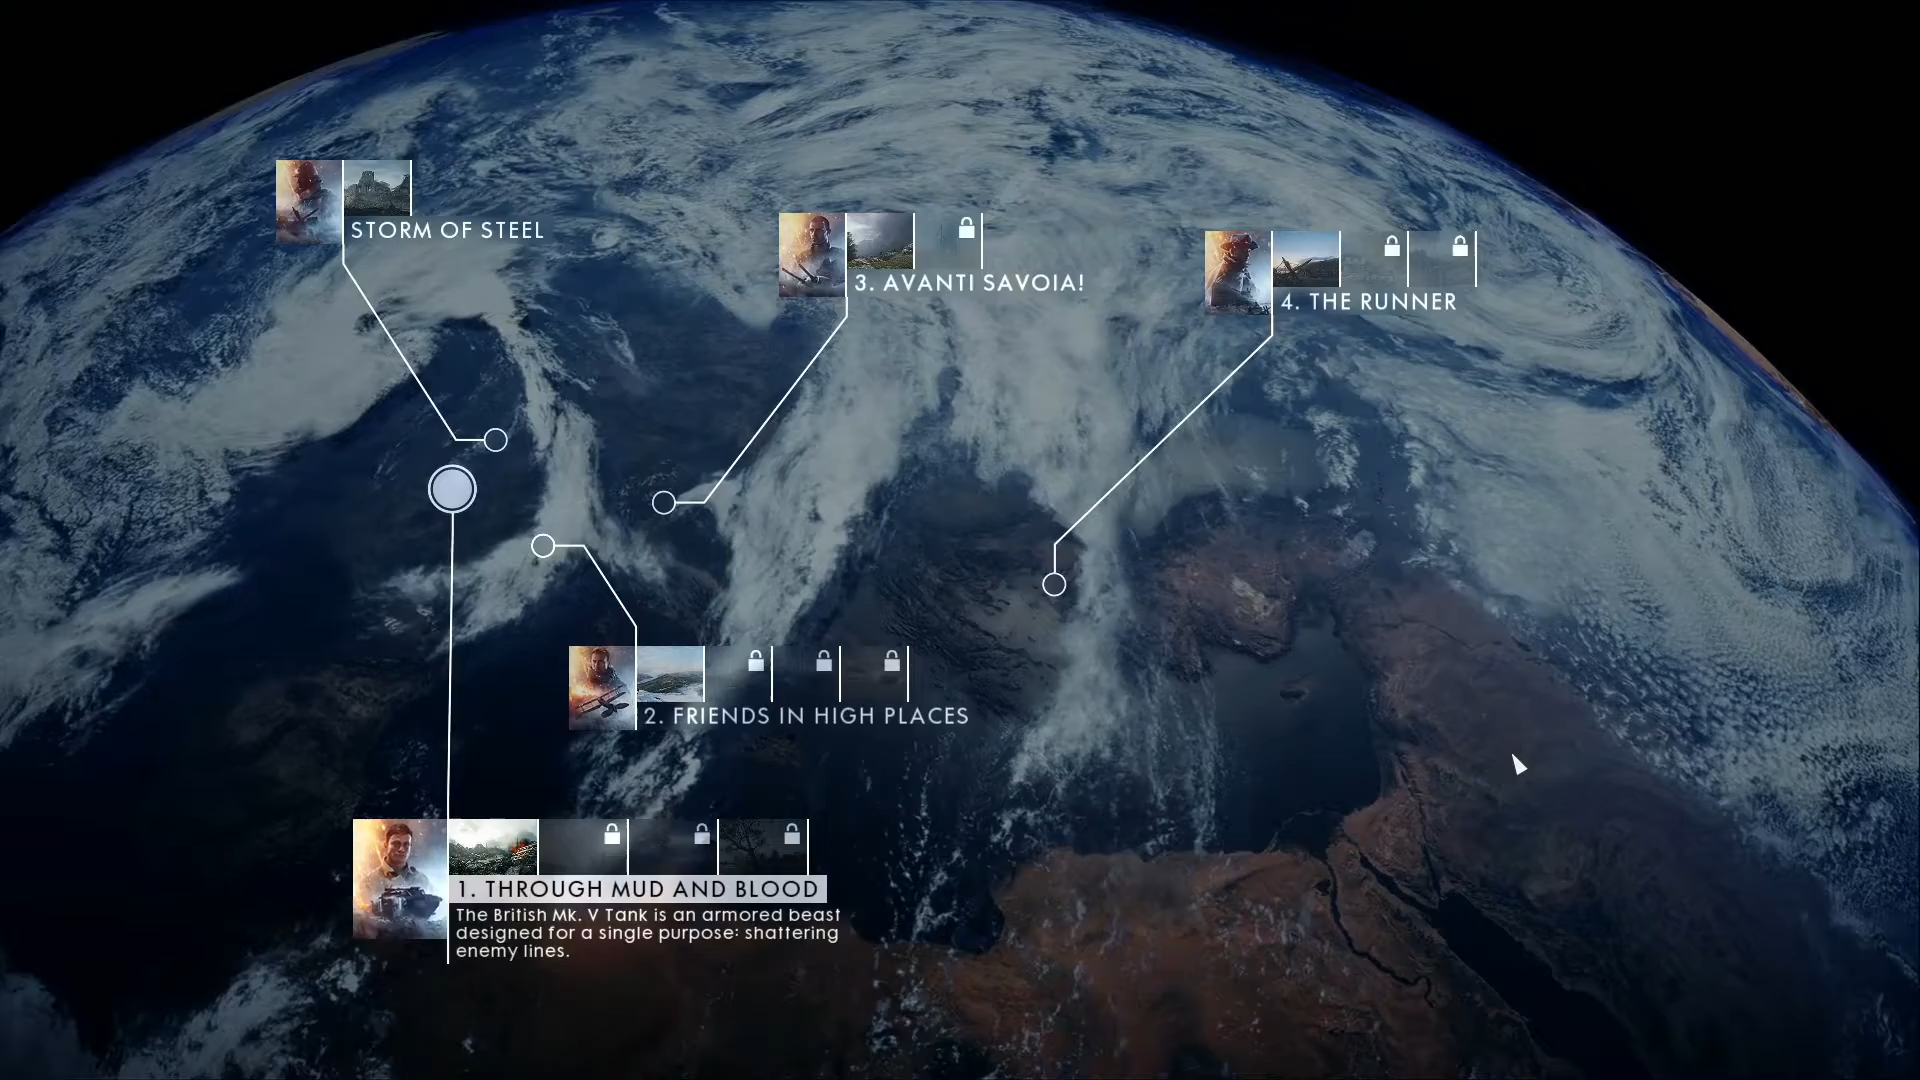 STORM OF STEEL
3. AVANTI SAVOIA!
4. THE RUNNER
2. FRIENDS IN HIGH PLACES
1. THROUGH MUD AND BLOOD
The British Mk. V Tank is an armored beast
designed for a single purpose: shattering
enemy lines.